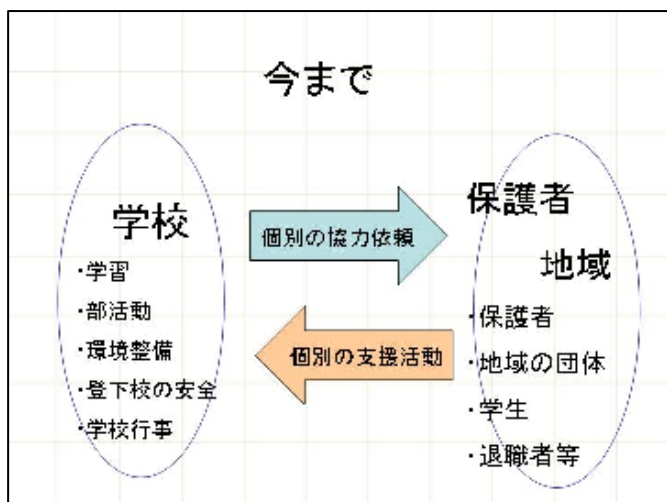 今まで
学校
・学習
・部活動
・環境整備
・登下校の安全
・学校行事
個別の協力依頼
個別の支援活動
保護者
地域
・保護者
・地域の団体
・学生
・退職者等